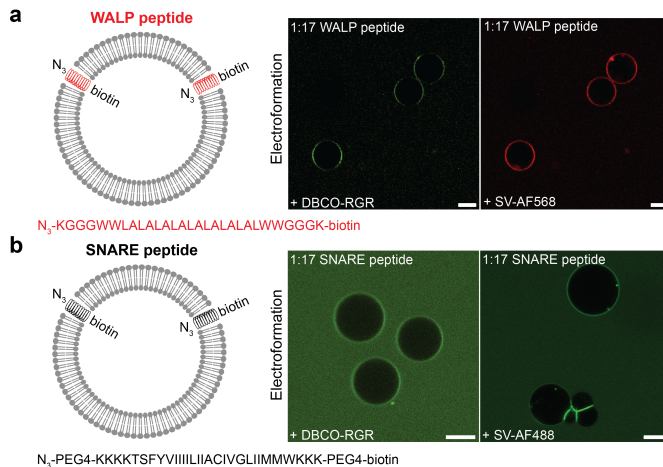 a
WALP peptide
N3
biotin
N3
biotin
N3-KGGGWWLALALALALALALALWWGGGK-biotin
Electroformation
1:17 WALP peptide
+ DBCO-RGR
1:17 WALP peptide
+ SV-AF568
b
SNARE peptide
N3
biotin
N3
biotin
N3-PEG4-KKKKTSFYVIIIILIIACIVGLIIMMWKKK-PEG4-biotin
Electroformation
1:17 SNARE peptide
+ DBCO-RGR
1:17 SNARE peptide
+ SV-AF488